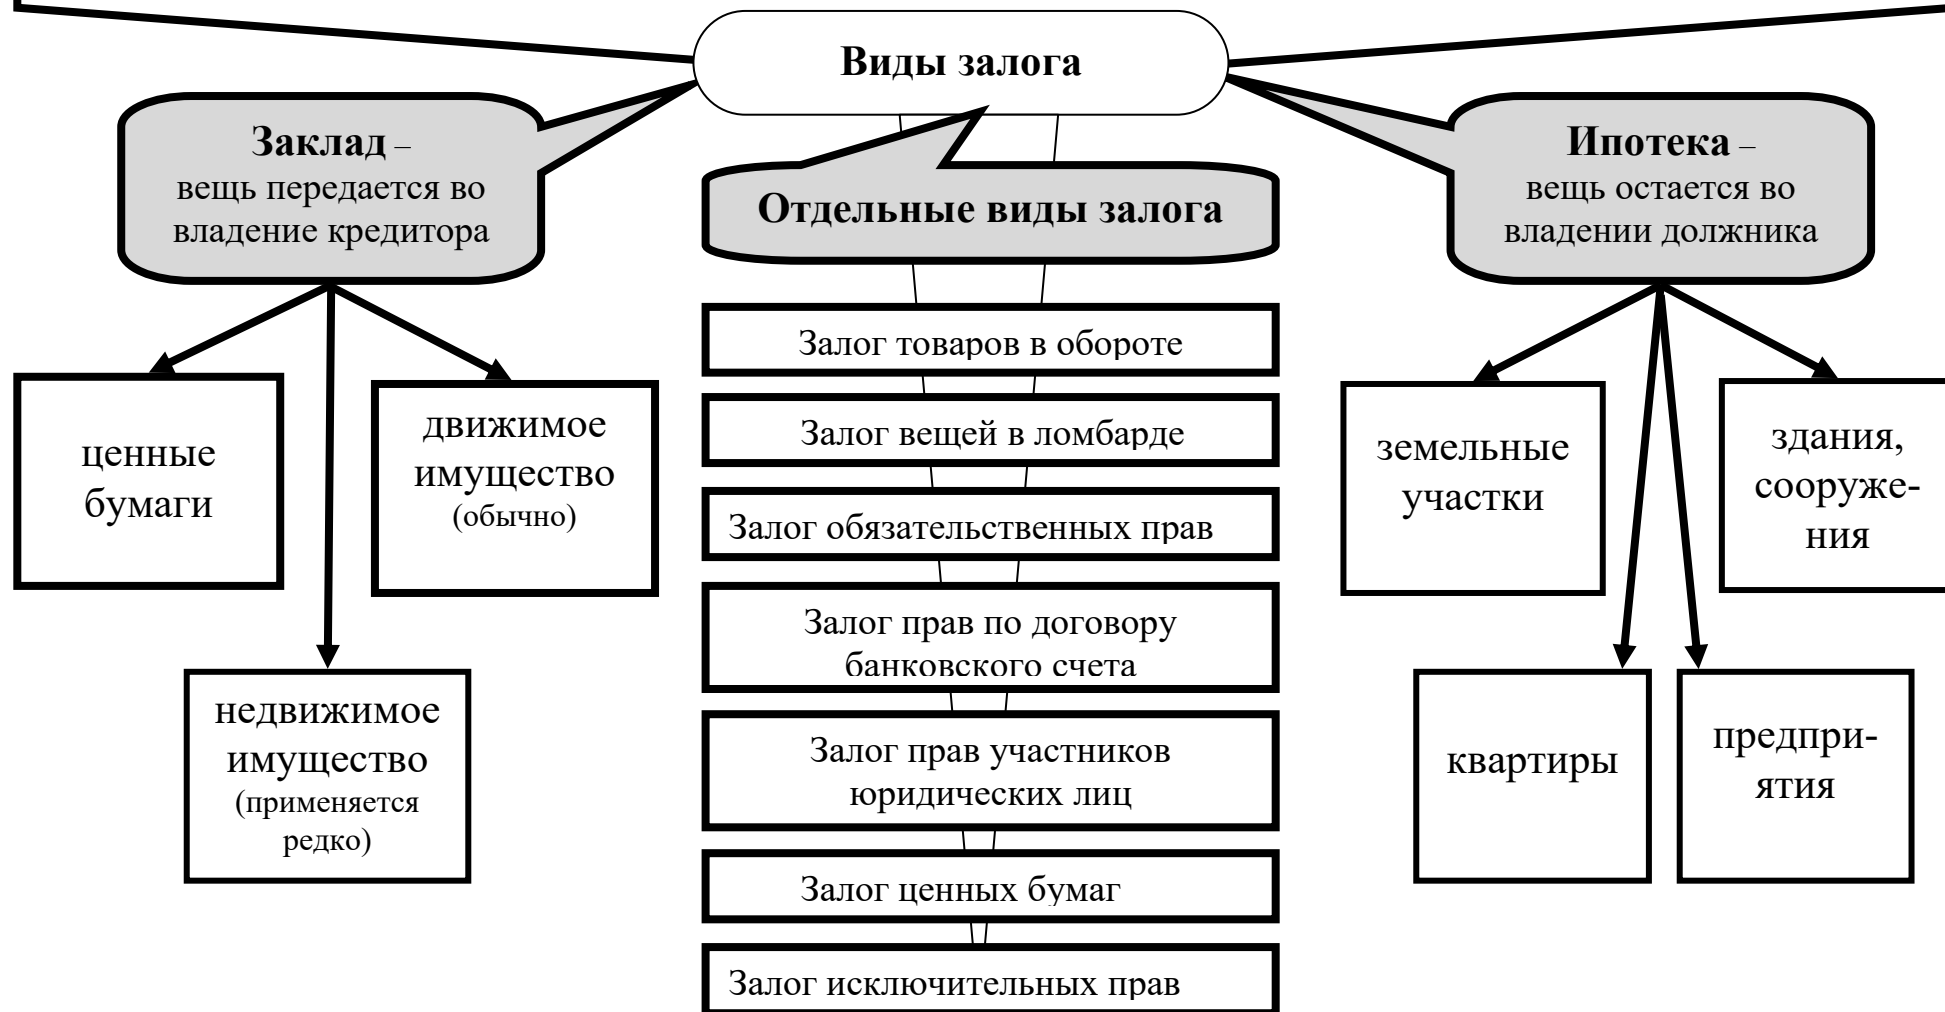 Виды залога
Заклад –
вещь передается во
владение кредитора
Отдельные виды залога
Ипотека –
вещь остается во
владении должника
ценные
бумаги
движимое
имущество
(обычно)
недвижимое
имущество
(применяется
редко)
Залог товаров в обороте
Залог вещей в ломбарде
Залог обязательственных прав
Залог прав по договору
банковского счета
Залог прав участников
юридических лиц
Залог ценных бумаг
Залог исключительных прав
земельные
участки
здания,
сооруже-
ния
квартиры
предпри-
ятия